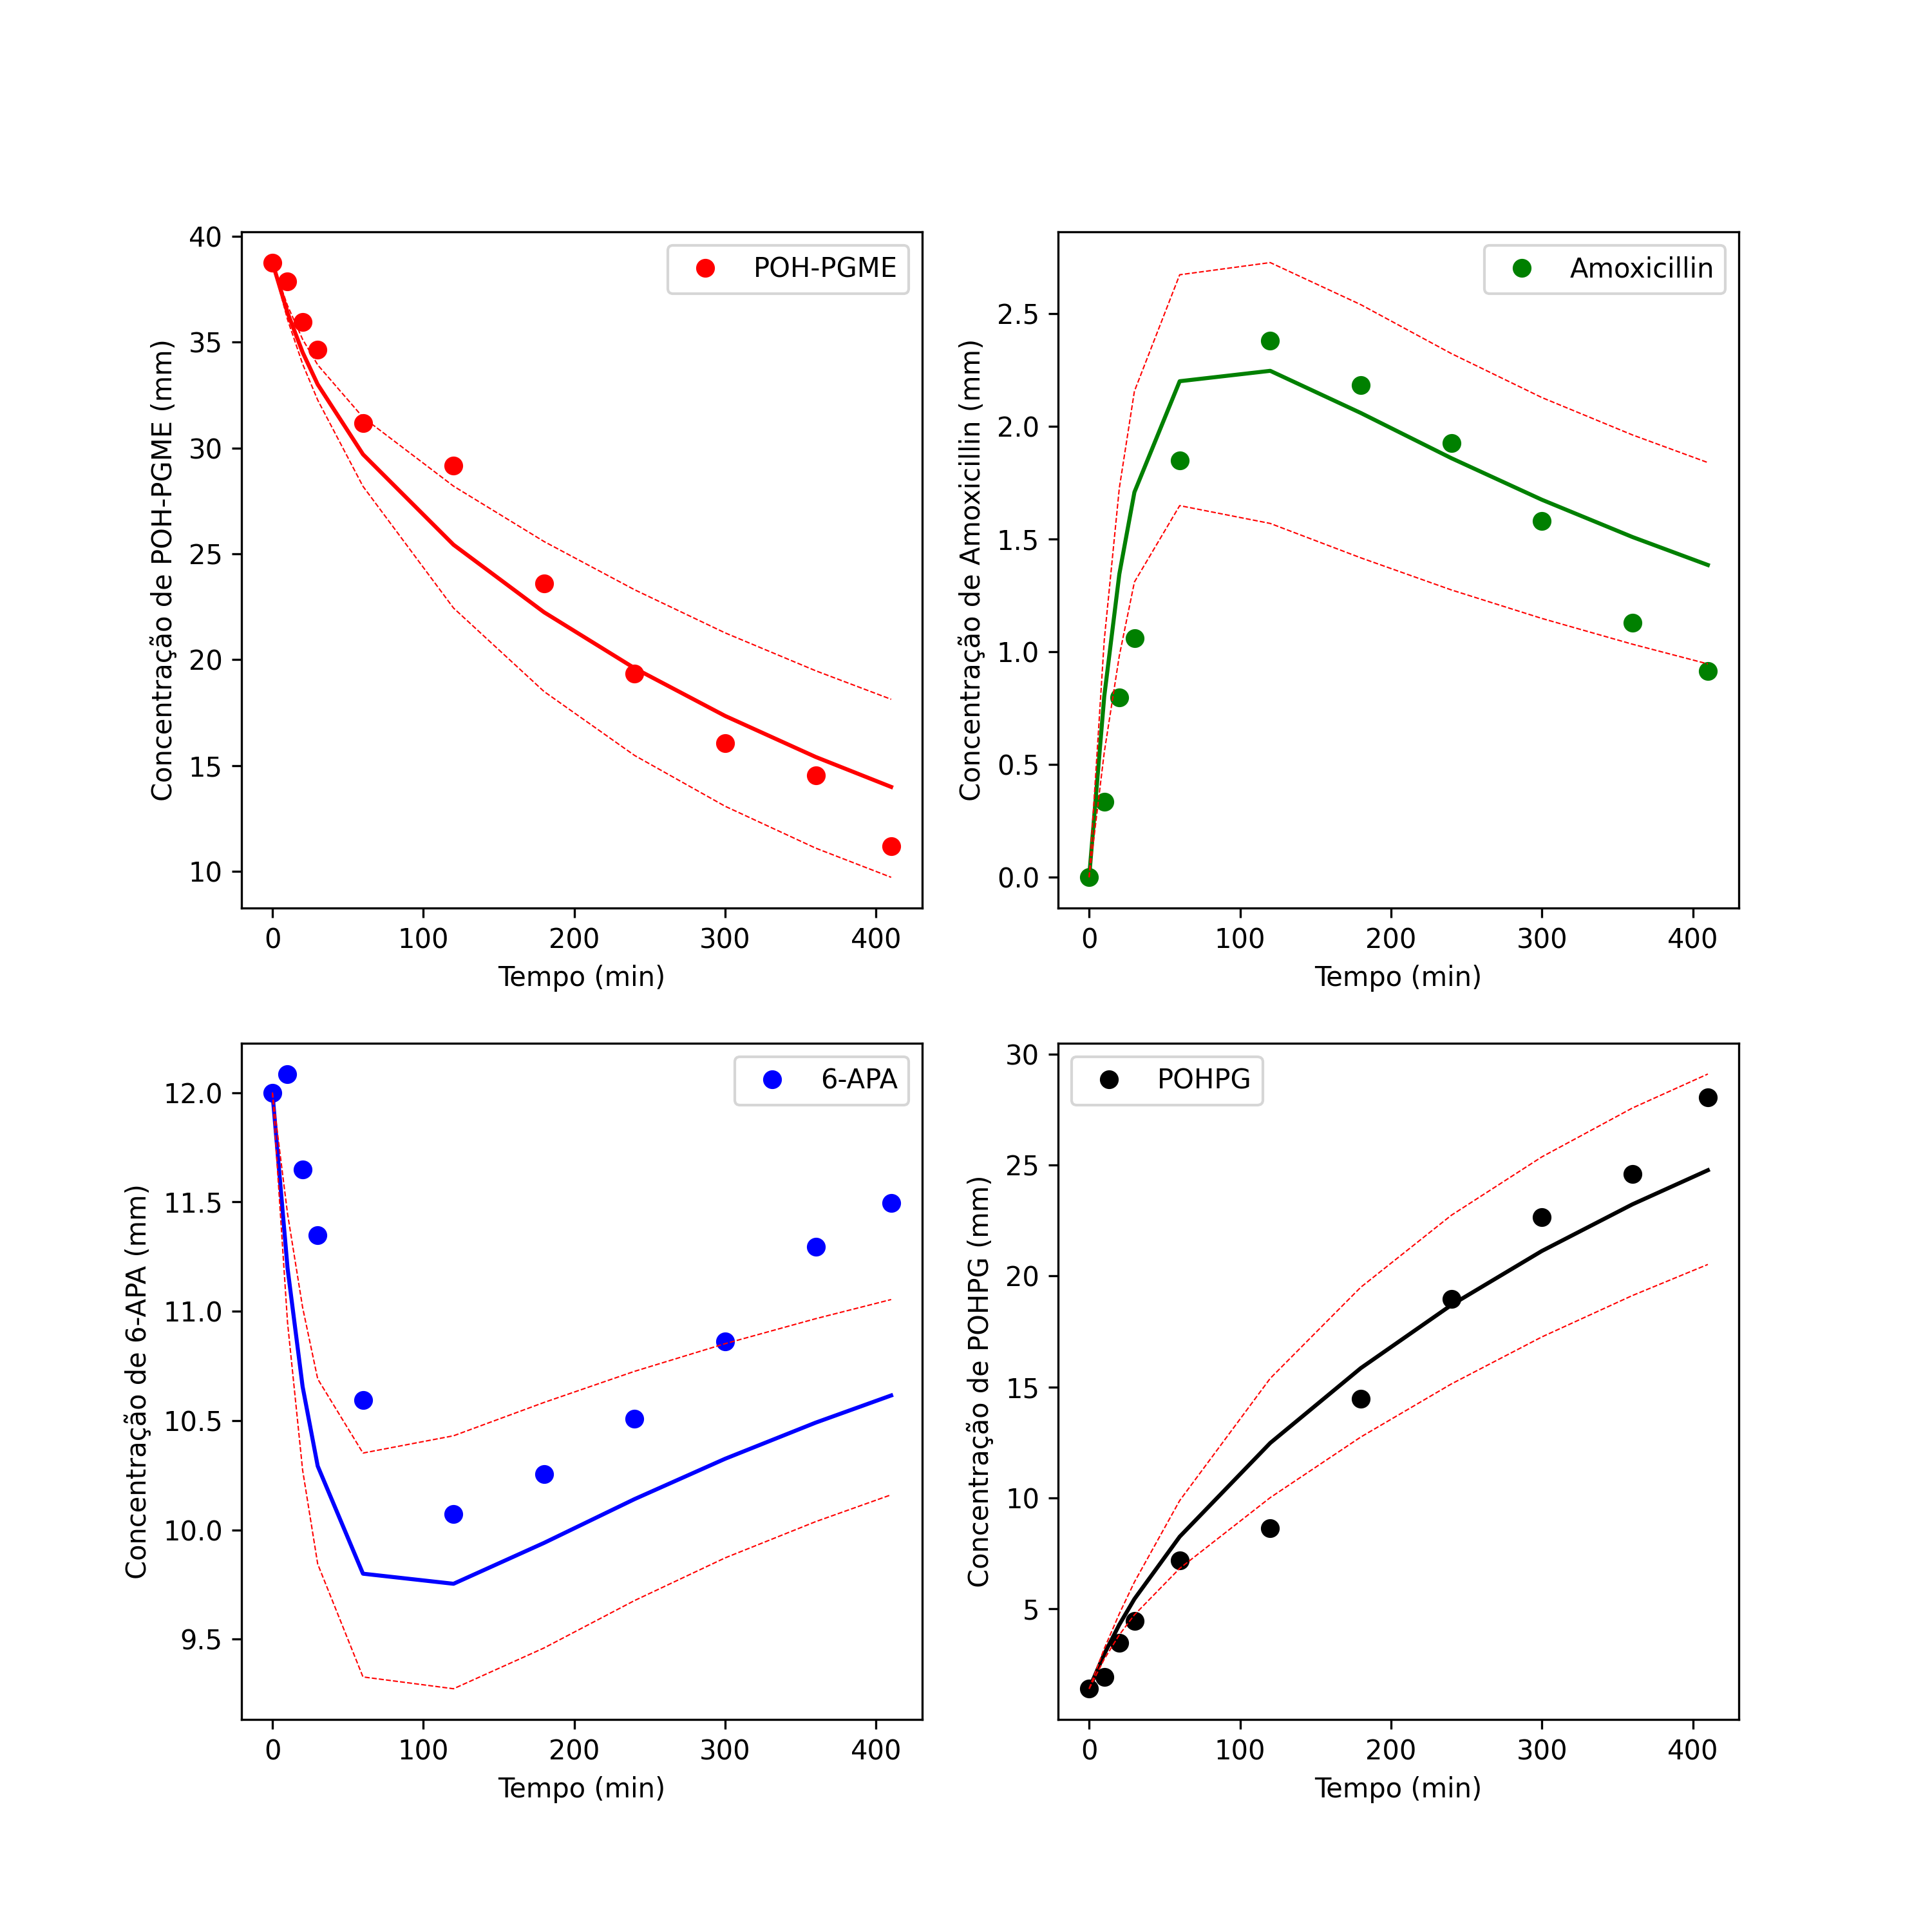 40
35
30
25
20
15
10
Concentração de POH-PGME (mm)
POH-PGME
0 100 200 300 400
Tempo (min)
2.5
2.0
1.5
1.0
0.5
0.0
Concentração de Amoxicillin (mm)
Amoxicillin
0 100 200 300 400
Tempo (min)
12.0
11.5
11.0
10.5
10.0
9.5
Concentração de 6-APA (mm)
6-APA
0 100 200 300 400
Tempo (min)
30
25
20
15
10
5
Concentração de POHPG (mm)
POHPG
0 100 200 300 400
Tempo (min)